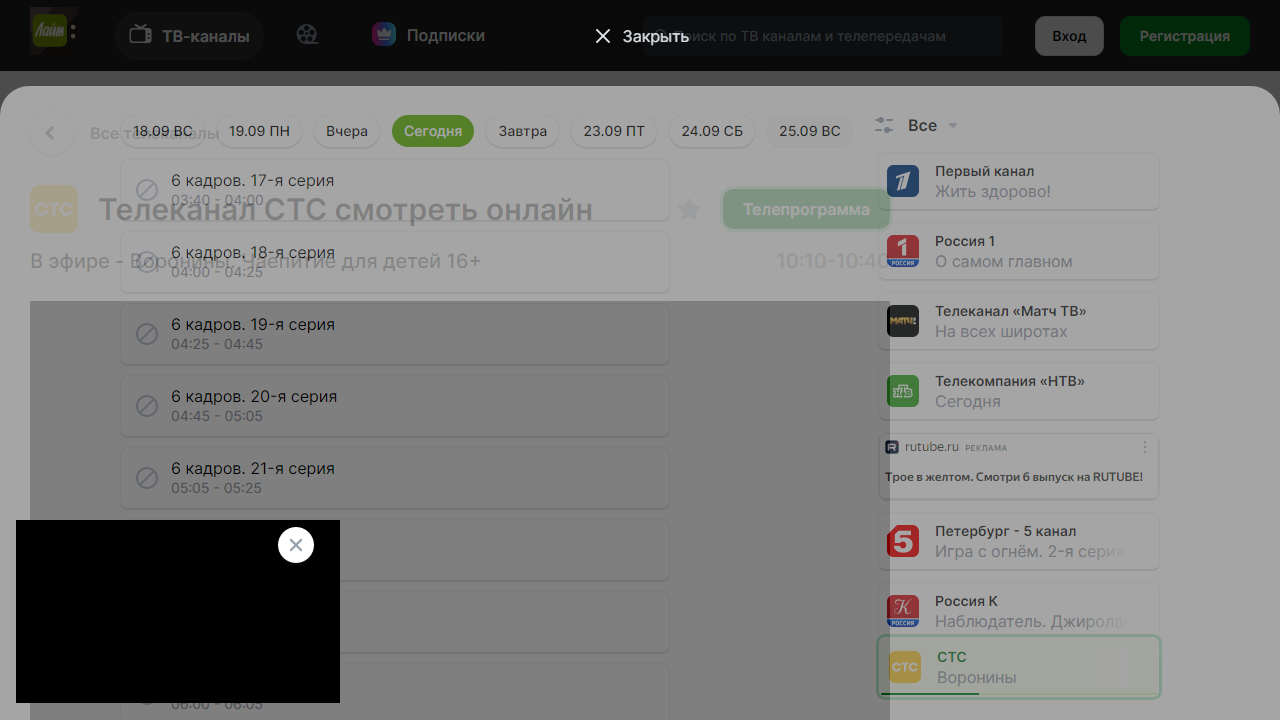 Лайм
ТВ-каналы
Подписки
Закрыть
Поиск по ТВ каналам и телепередачам
Вход
Регистрация
Все телеканалы
18.09 ВС
19.09 ПН
Вчера
Сегодня
Завтра
23.09 ПТ
24.09 СБ
25.09 ВС
Все
6 кадров. 17-я серия
03:40 - 04:00
СТС
Телеканал СТС смотреть онлайн
Телепрограмма
6 кадров. 18-я серия
04:00 - 04:25
В эфире - Воронины. Чаепитие для детей 16+
10:10-10:40
6 кадров. 19-я серия
04:25 - 04:45
6 кадров. 20-я серия
04:45 - 05:05
6 кадров. 21-я серия
05:05 - 05:25
06:00 - 06:05
Первый канал
Жить здорово!
Россия 1
О самом главном
Телеканал «Матч ТВ»
На всех широтах
Телекомпания «НТВ»
Сегодня
rutube.ru РЕКЛАМА
Трое в желтом. Смотри 6 выпуск на RUTUBE!
Петербург - 5 канал
Игра с огнём. 2-я серия
Россия К
Наблюдатель. Джирола
СТС
СТС
Воронины